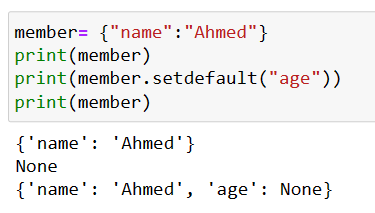 member= {"name":"Ahmed"}
print(member)
print(member.setdefault("age"))
print(member)
{'name': 'Ahmed'}
None
{'name': 'Ahmed', 'age': None}